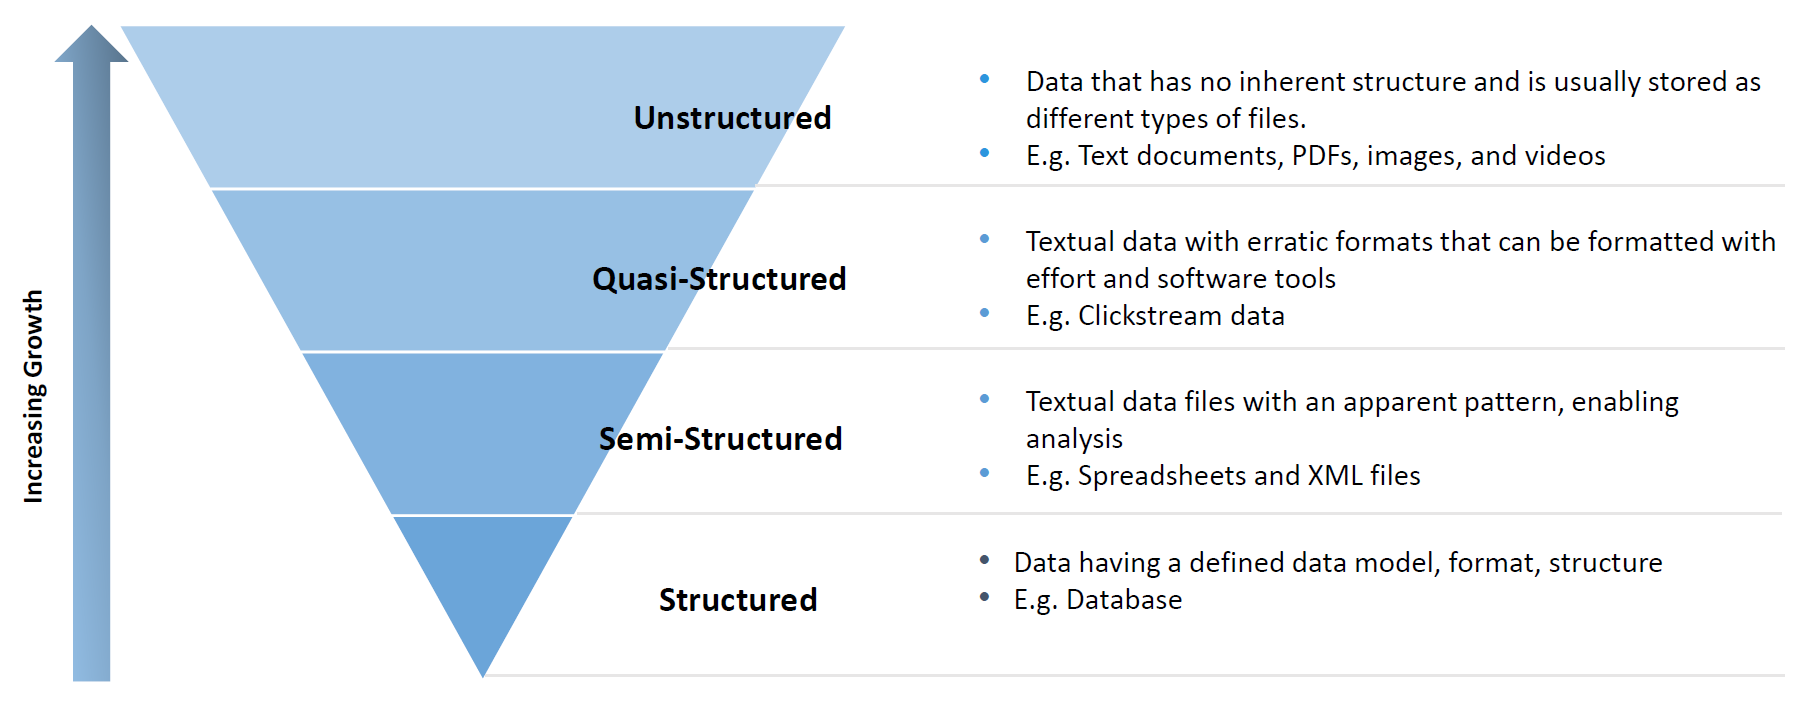 Increasing Growth
Unstructured
• Data that has no inherent structure and is usually stored as
different types of files.
• E.g. Text documents, PDFs, images, and videos
Quasi-Structured
• Textual data with erratic formats that can be formatted with
effort and software tools
• E.g. Clickstream data
Semi-Structured
• Textual data files with an apparent pattern, enabling
analysis
• E.g. Spreadsheets and XML files
Structured
• Data having a defined data model, format, structure
• E.g. Database